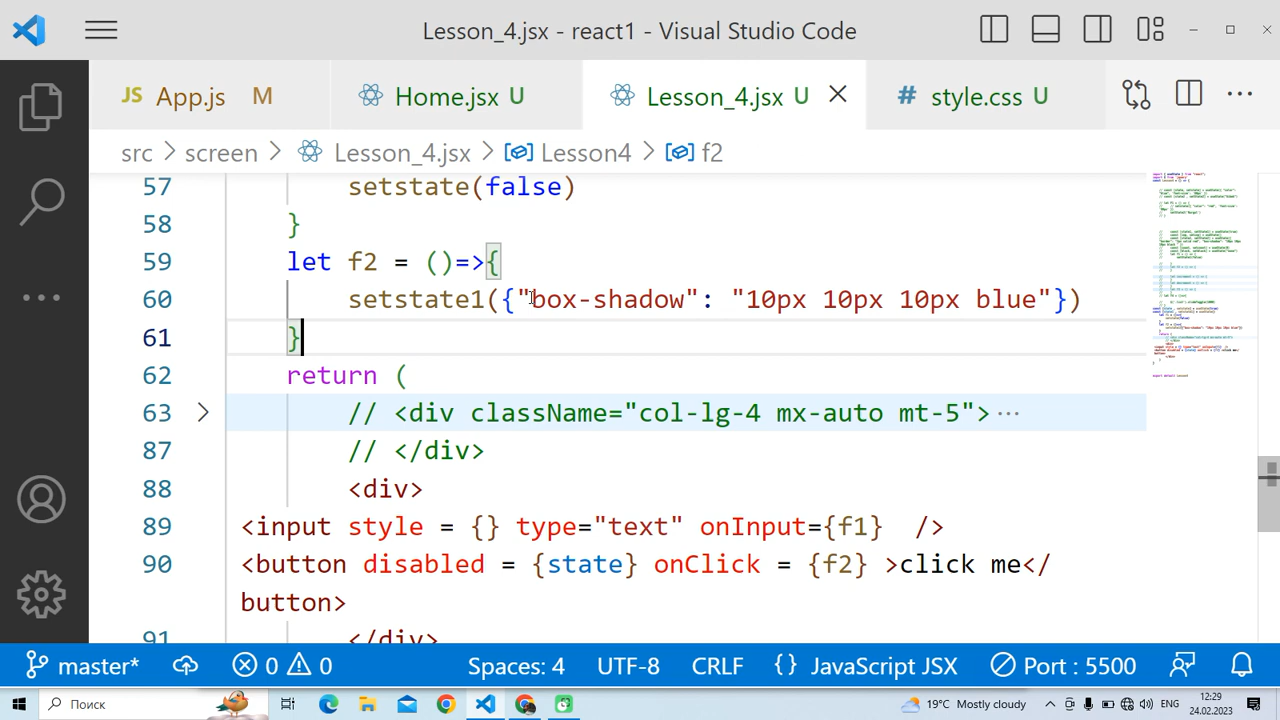 Lesson_4.jsx - react1 - Visual Studio Code
JS App.js M Home.jsx U Lesson_4.jsx U # style.css U
src > screen > Lesson_4.jsx > Lesson4 > f2
57 setstate(false)
58 }
59 let f2 = ()=>{
60 setstate1({"box-shadow": "10px 10px 10px blue"})
61 }
62 return (
63 // <div className="col-lg-4 mx-auto mt-5"> ···
87 // </div>
88 <div>
89 <input style = {} type="text" onInput={f1} />
90 <button disabled = {state} onClick = {f2} >click me</
button>
91 </div>
master* 0 0 Spaces: 4 UTF-8 CRLF {} JavaScript JSX Port : 5500
Поиск 19°C Mostly cloudy ENG 12:29
24.02.2023